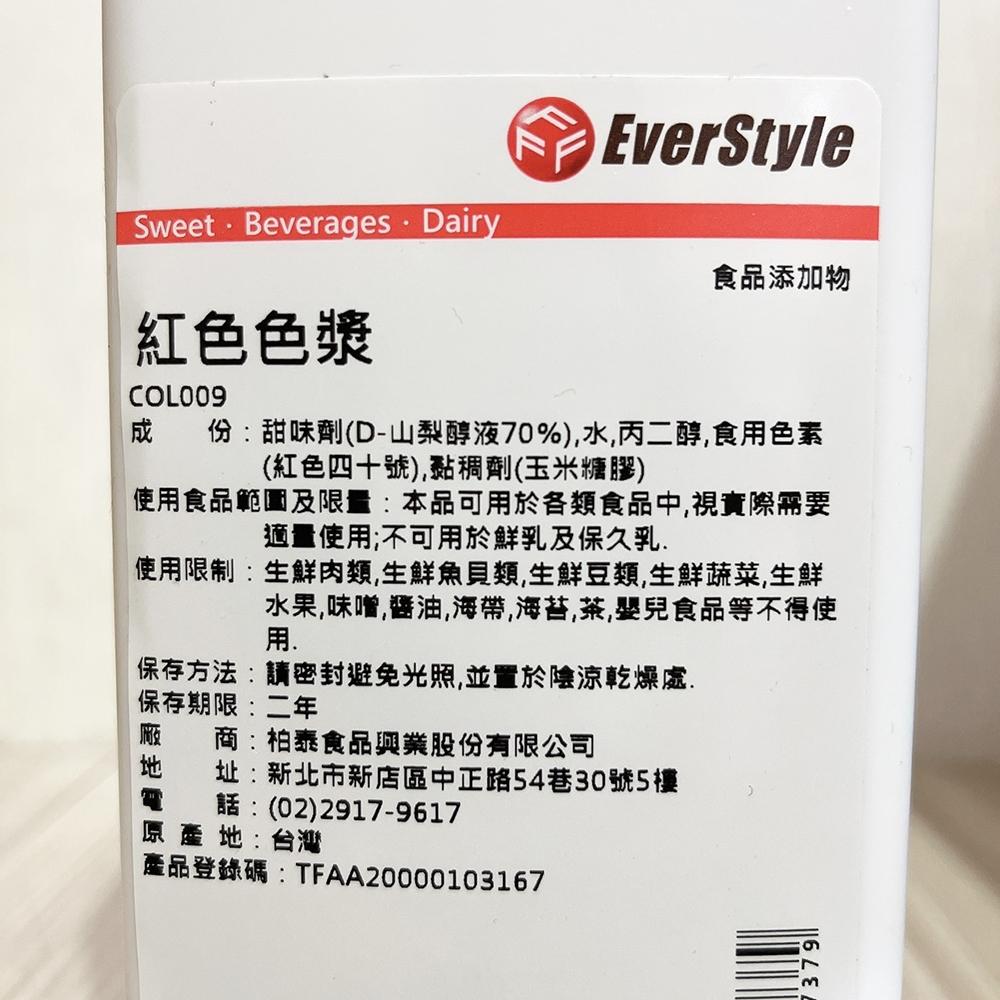 EverStyle
Sweet · Beverages · Dairy
食品添加物
紅色色漿
COL009
成　　份：甜味劑(D-山梨醇液70%),水,丙二醇,食用色素
(紅色四十號),黏稠劑(玉米糖膠)
使用食品範圍及限量：本品可用於各類食品中,視實際需要
適量使用;不可用於鮮乳及保久乳.
使用限制：生鮮肉類,生鮮魚貝類,生鮮豆類,生鮮蔬菜,生鮮
水果,味噌,醬油,海帶,海苔,茶,嬰兒食品等不得使
用.
保存方法：請密封避免光照,並置於陰涼乾燥處.
保存期限：二年
廠　　商：柏泰食品興業股份有限公司
地　　址：新北市新店區中正路54巷30號5樓
電　　話：(02)2917-9617
原 產 地：台灣
產品登錄碼：TFAA20000103167
7379